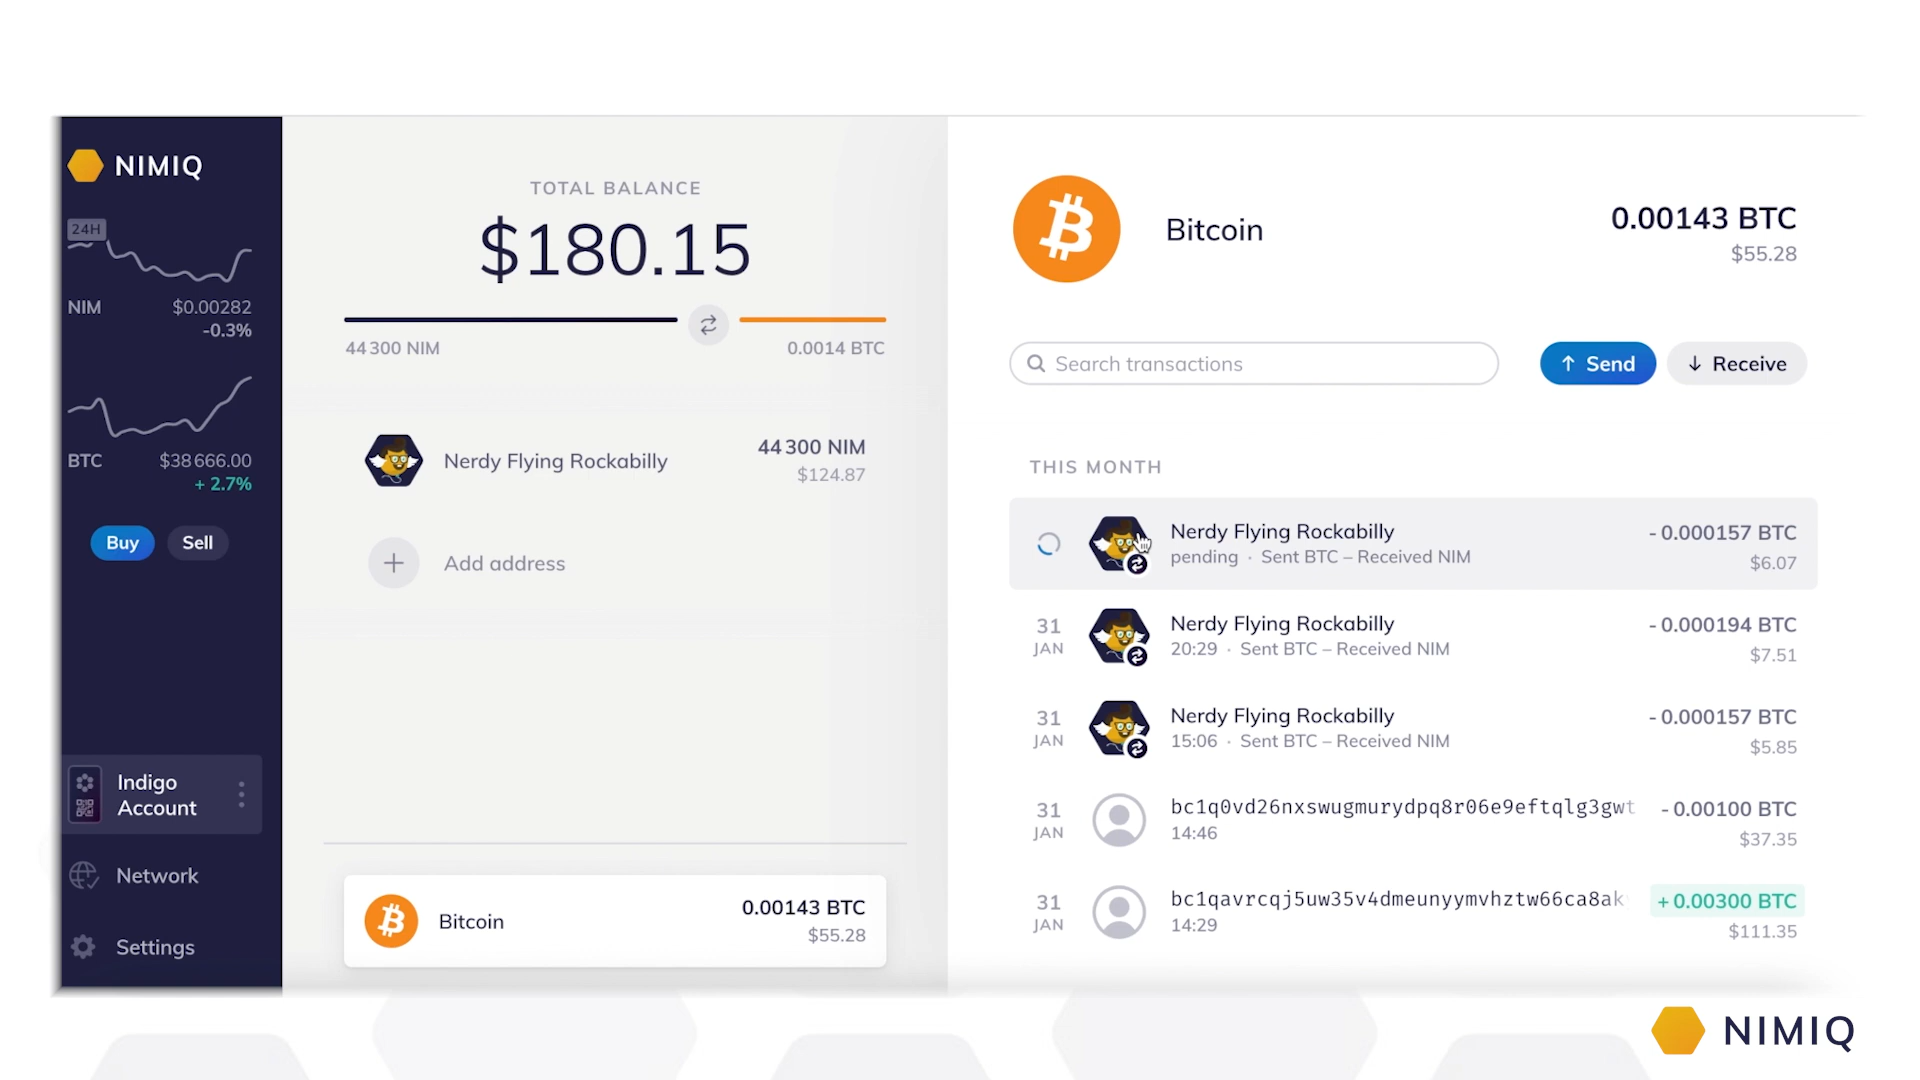 NIMIQ
24H
NIM $0.00282
-0.3%
BTC $38 666.00
+ 2.7%
Buy Sell
Indigo
Account
Network
Settings
TOTAL BALANCE
$180.15
44 300 NIM 0.0014 BTC
Nerdy Flying Rockabilly 44 300 NIM
$124.87
Add address
Bitcoin 0.00143 BTC
$55.28
Bitcoin 0.00143 BTC
$55.28
Search transactions
↑ Send ↓ Receive
THIS MONTH
Nerdy Flying Rockabilly - 0.000157 BTC
pending · Sent BTC – Received NIM $6.07
31 JAN Nerdy Flying Rockabilly - 0.000194 BTC
20:29 · Sent BTC – Received NIM $7.51
31 JAN Nerdy Flying Rockabilly - 0.000157 BTC
15:06 · Sent BTC – Received NIM $5.85
31 JAN bc1q0vd26nxswugmurydpq8r06e9eftqlg3gwt - 0.00100 BTC
14:46 $37.35
31 JAN bc1qavrcqj5uw35v4dmeunyymvhztw66ca8ak + 0.00300 BTC
14:29 $111.35
NIMIQ